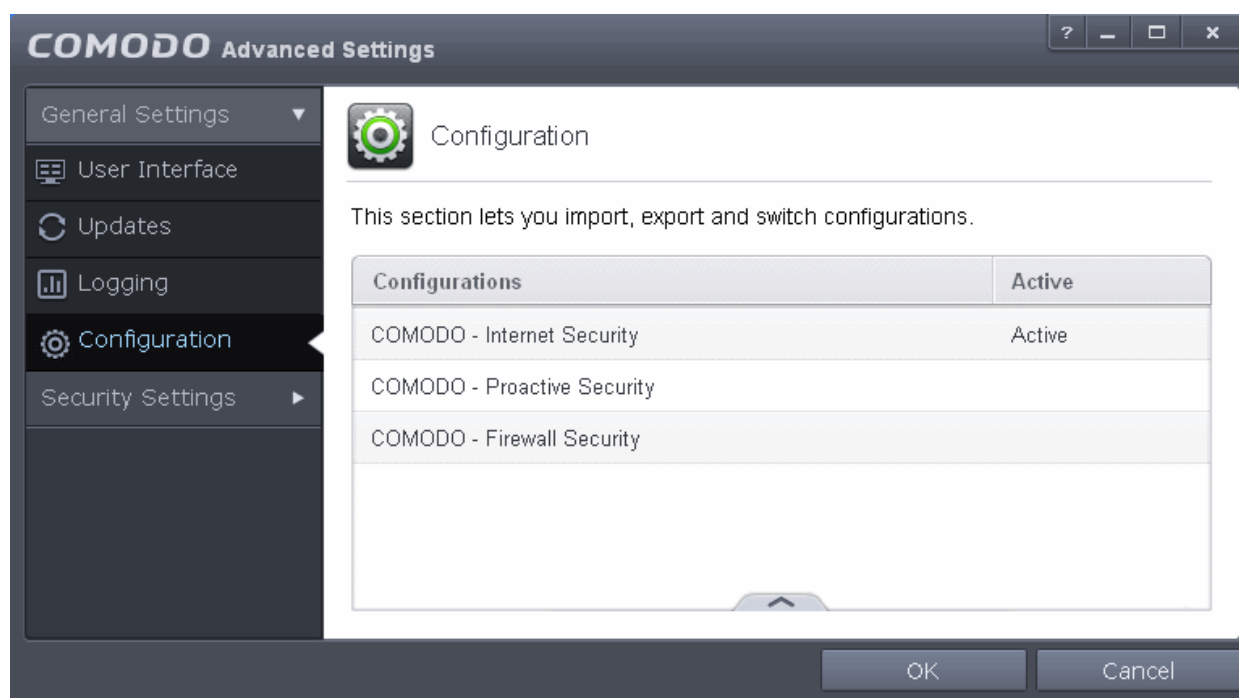 COMODO Advanced Settings
?
General Settings
User Interface
Updates
Logging
Configuration
Security Settings
Configuration
This section lets you import, export and switch configurations.
Configurations Active
COMODO - Internet Security Active
COMODO - Proactive Security
COMODO - Firewall Security
OK Cancel